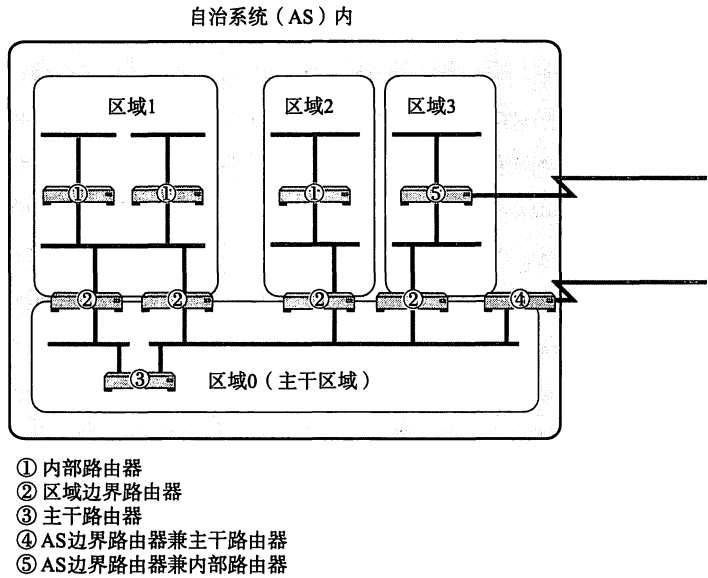 自治系统（AS）内
区域1
区域2
区域3
① ① ① ⑤
② ② ② ② ④
③
区域0（主干区域）
① 内部路由器
② 区域边界路由器
③ 主干路由器
④ AS边界路由器兼主干路由器
⑤ AS边界路由器兼内部路由器